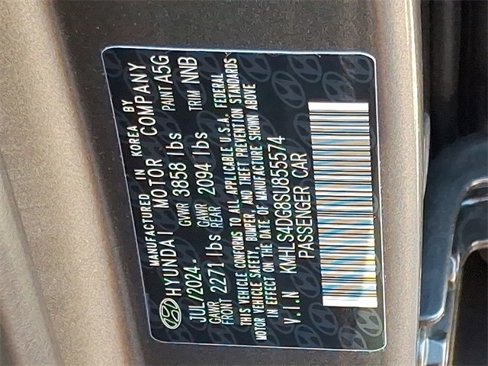 MANUFACTURED IN KOREA BY
HYUNDAI MOTOR COMPANY
JUL/2024. GVWR 3858 lbs PAINT A5G
GAWR FRONT 2271 lbs GAWR REAR 2094 lbs TRIM NNB
THIS VEHICLE CONFORMS TO ALL APPLICABLE U.S.A. FEDERAL
MOTOR VEHICLE SAFETY, BUMPER, AND THEFT PREVENTION STANDARDS
IN EFFECT ON THE DATE OF MANUFACTURE SHOWN ABOVE
V.I.N KMHLS4DG8SU855574
PASSENGER CAR